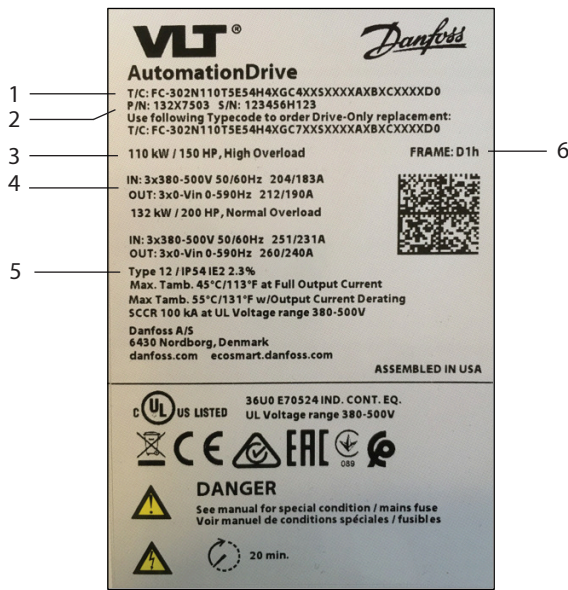 VLT® Danfoss
AutomationDrive
1 T/C: FC-302N110T5E54H4XGC4XXSXXXXAXBXCXXXXD0
2 P/N: 132X7503 S/N: 123456H123
Use following Typecode to order Drive-Only replacement:
T/C: FC-302N110T5E54H4XGC7XXSXXXXAXBXCXXXXD0
3 110 kW / 150 HP, High Overload FRAME: D1h 6
4 IN: 3x380-500V 50/60Hz 204/183A
OUT: 3x0-Vin 0-590Hz 212/190A
132 kW / 200 HP, Normal Overload
IN: 3x380-500V 50/60Hz 251/231A
OUT: 3x0-Vin 0-590Hz 260/240A
5 Type 12 / IP54 IE2 2.3%
Max. Tamb. 45°C/113°F at Full Output Current
Max Tamb. 55°C/131°F w/Output Current Derating
SCCR 100 kA at UL Voltage range 380-500V
Danfoss A/S
6430 Nordborg, Denmark
danfoss.com ecosmart.danfoss.com
ASSEMBLED IN USA
C UL US LISTED 36U0 E70524 IND. CONT. EQ.
UL Voltage range 380-500V
CE EAC 089
DANGER
See manual for special condition / mains fuse
Voir manuel de conditions spéciales / fusibles
20 min.